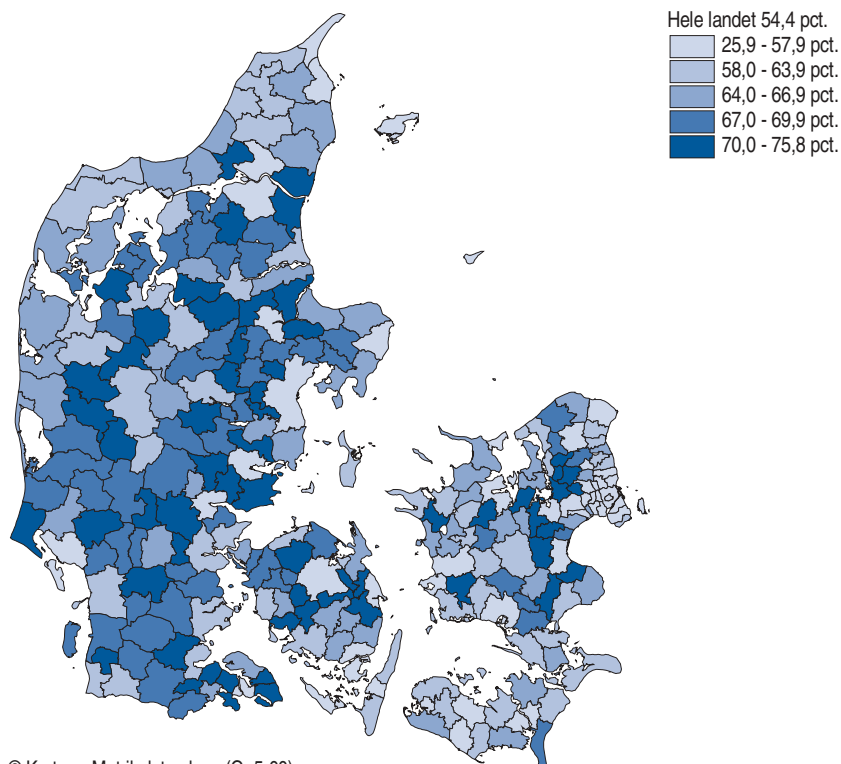 Hele landet 54,4 pct.
25,9 - 57,9 pct.
58,0 - 63,9 pct.
64,0 - 66,9 pct.
67,0 - 69,9 pct.
70,0 - 75,8 pct.